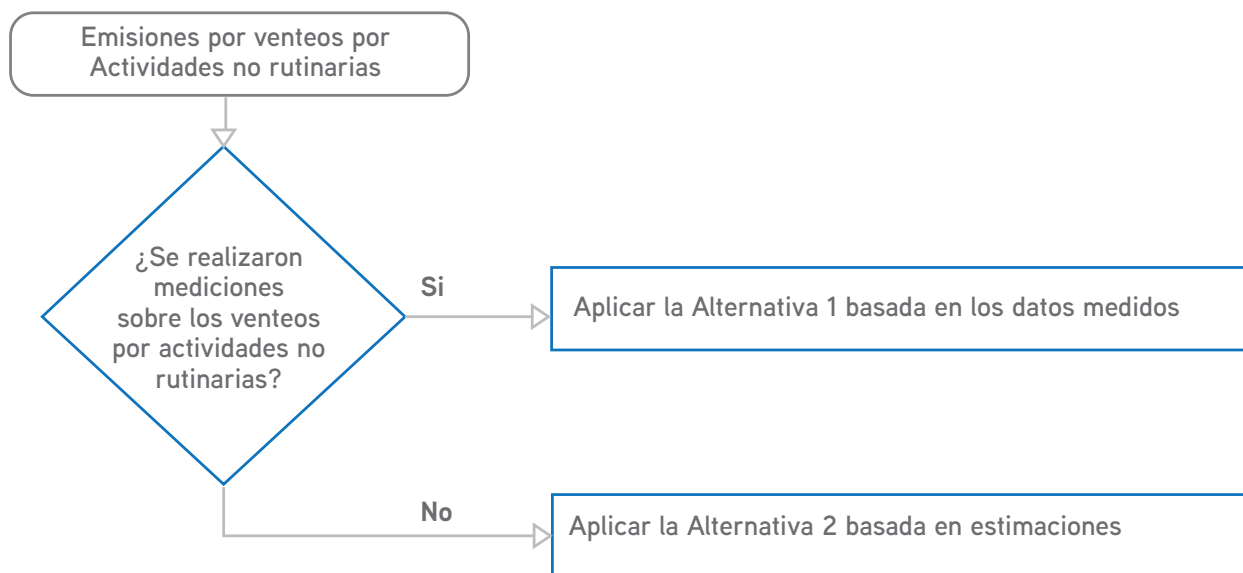 Emisiones por venteos por
Actividades no rutinarias
¿Se realizaron
mediciones
sobre los venteos
por actividades no
rutinarias?
Si
Aplicar la Alternativa 1 basada en los datos medidos
No
Aplicar la Alternativa 2 basada en estimaciones